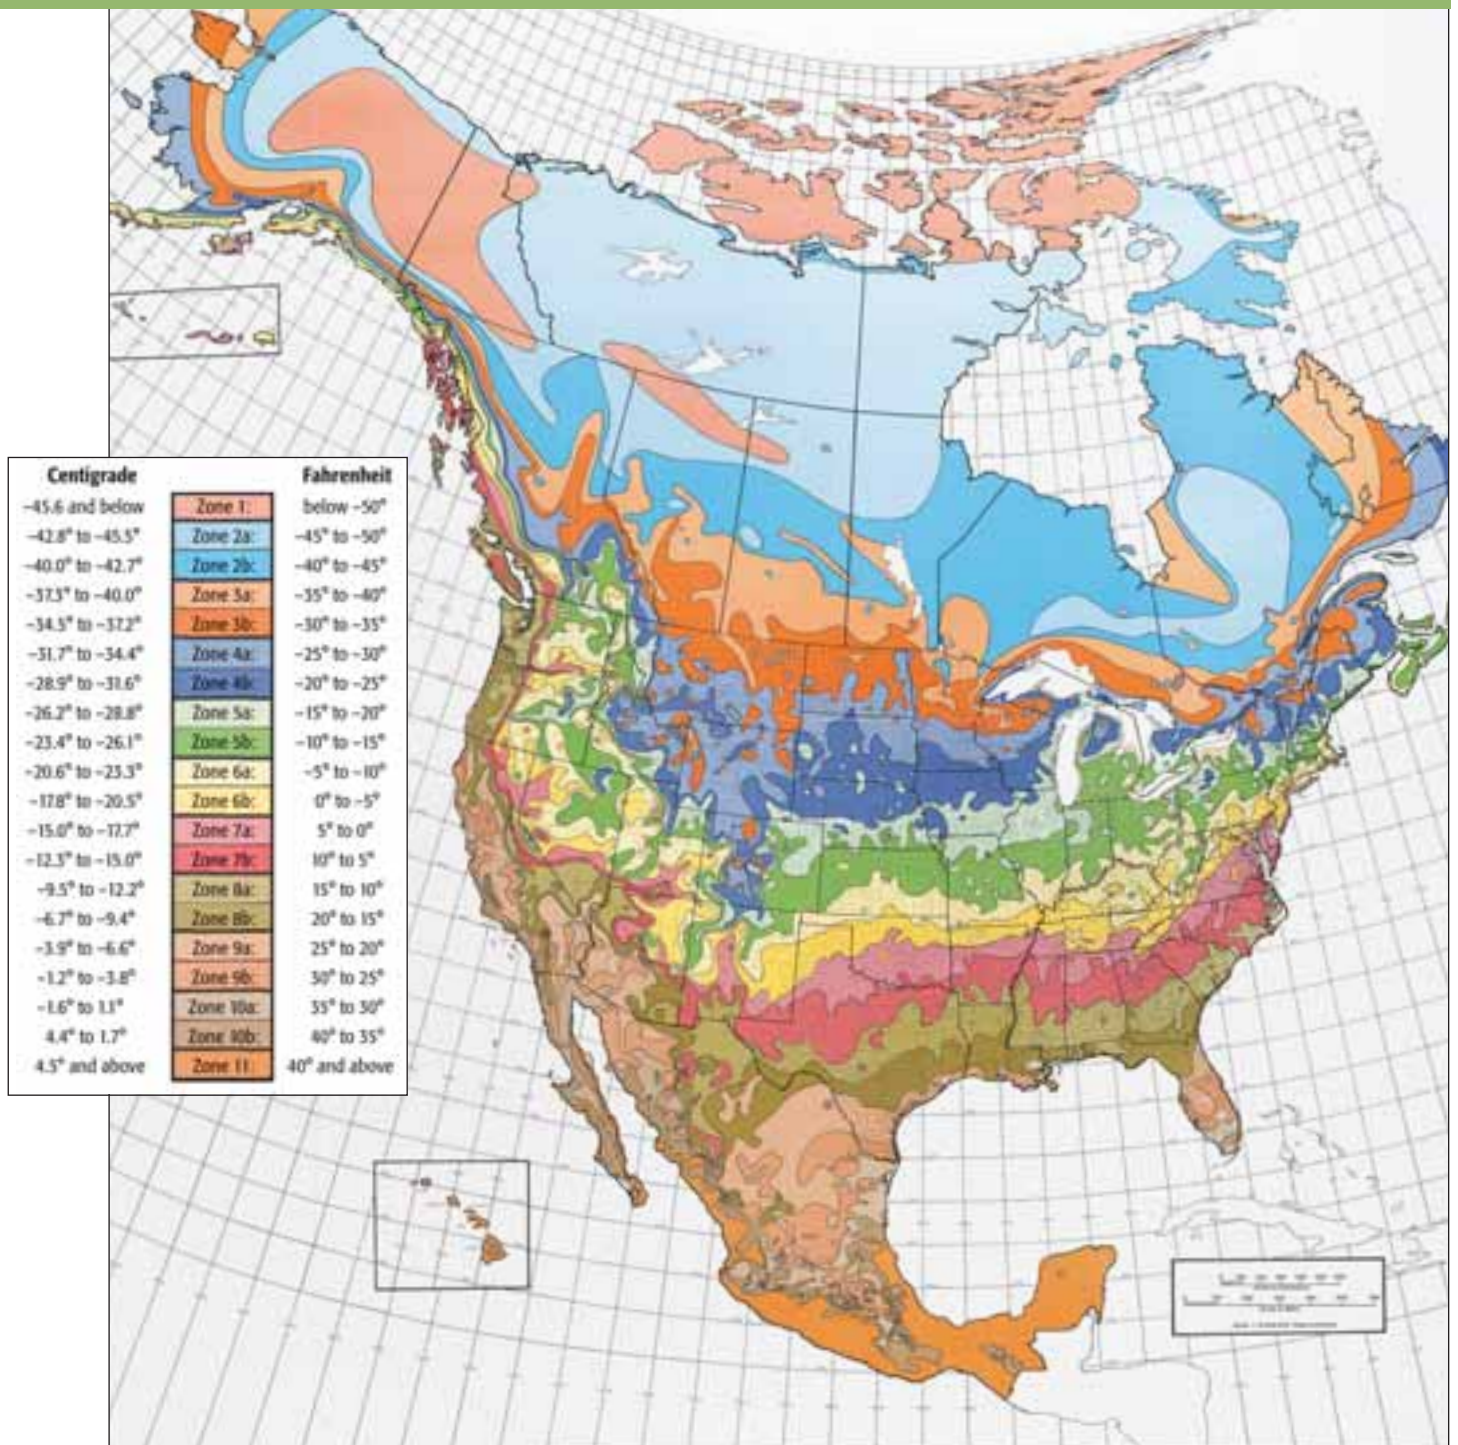 Centigrade Fahrenheit
-45.6 and below Zone 1: below -50°
-42.8° to -45.5° Zone 2a: -45° to -50°
-40.0° to -42.7° Zone 2b: -40° to -45°
-37.3° to -40.0° Zone 3a: -35° to -40°
-34.5° to -37.2° Zone 3b: -30° to -35°
-31.7° to -34.4° Zone 4a: -25° to -30°
-28.9° to -31.6° Zone 4b: -20° to -25°
-26.2° to -28.8° Zone 5a: -15° to -20°
-23.4° to -26.1° Zone 5b: -10° to -15°
-20.6° to -23.3° Zone 6a: -5° to -10°
-17.8° to -20.5° Zone 6b: 0° to -5°
-15.0° to -17.7° Zone 7a: 5° to 0°
-12.3° to -15.0° Zone 7b: 10° to 5°
-9.5° to -12.2° Zone 8a: 15° to 10°
-6.7° to -9.4° Zone 8b: 20° to 15°
-3.9° to -6.6° Zone 9a: 25° to 20°
-1.2° to -3.8° Zone 9b: 30° to 25°
-1.6° to 1.1° Zone 10a: 35° to 30°
4.4° to 1.7° Zone 10b: 40° to 35°
4.5° and above Zone 11: 40° and above